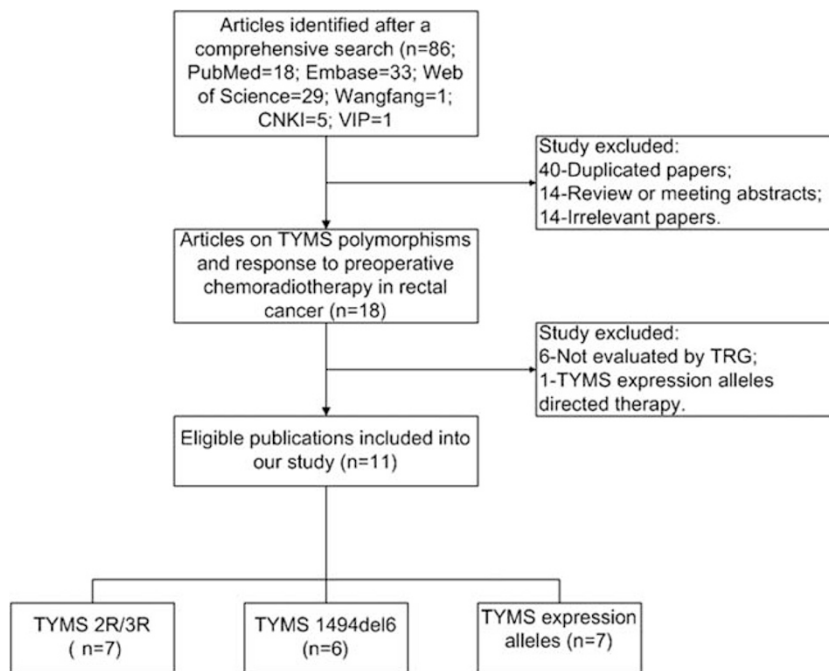 Articles identified after a
comprehensive search (n=86;
PubMed=18; Embase=33; Web
of Science=29; Wangfang=1;
CNKI=5; VIP=1
Study excluded:
40-Duplicated papers;
14-Review or meeting abstracts;
14-Irrelevant papers.
Articles on TYMS polymorphisms
and response to preoperative
chemoradiotherapy in rectal
cancer (n=18)
Study excluded:
6-Not evaluated by TRG;
1-TYMS expression alleles
directed therapy.
Eligible publications included into
our study (n=11)
TYMS 2R/3R
( n=7)
TYMS 1494del6
(n=6)
TYMS expression
alleles (n=7)